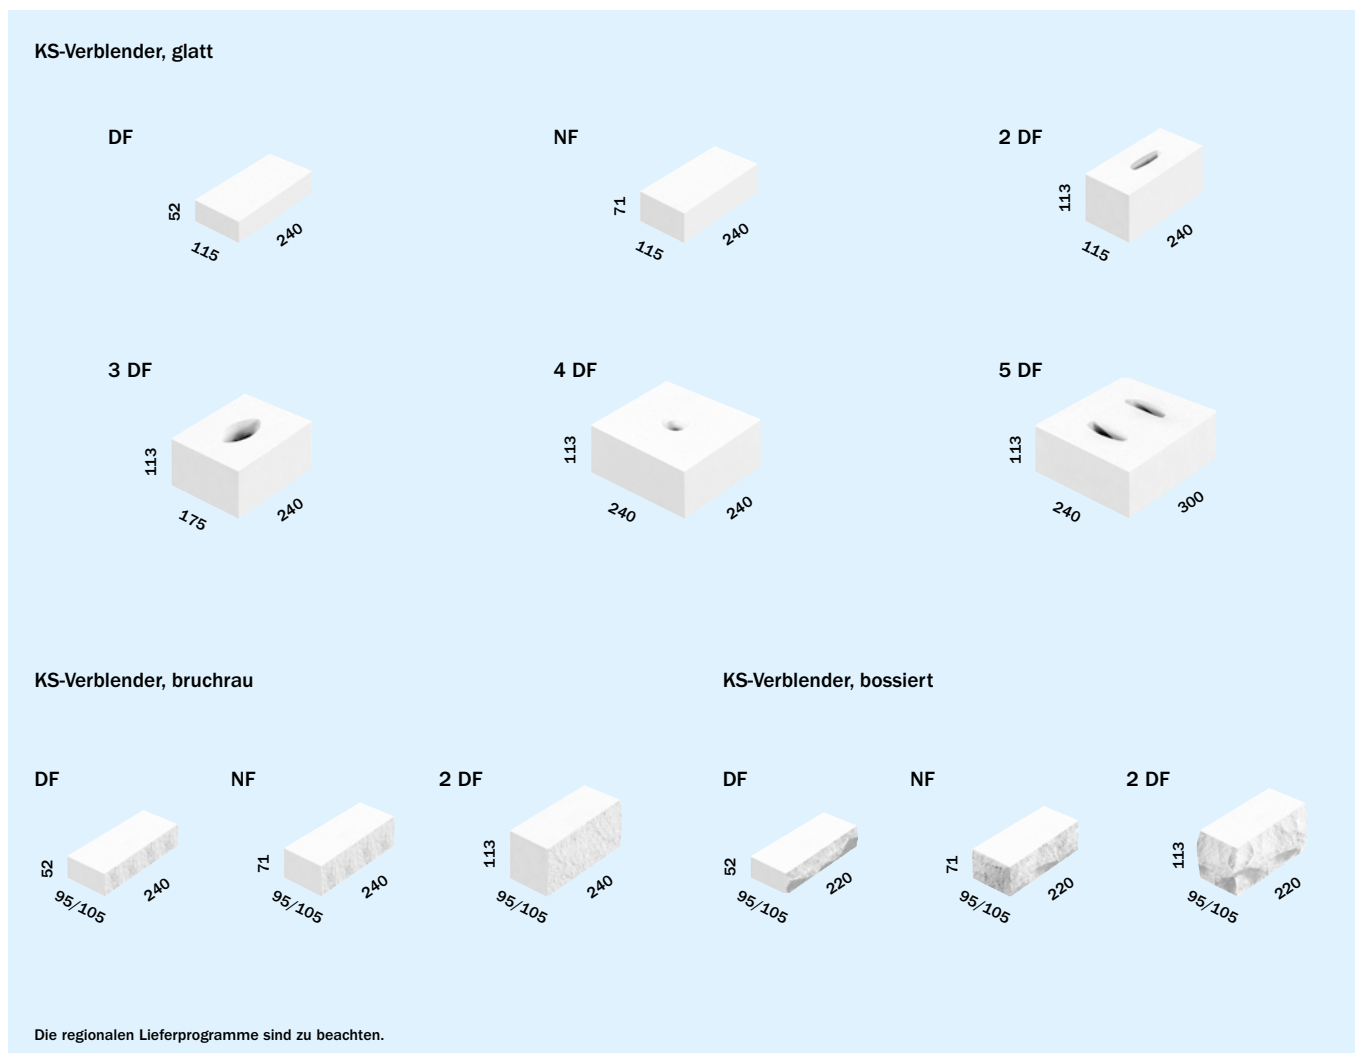 KS-Verblender, glatt
DF
52
115
240
NF
71
115
240
2 DF
113
115
240
3 DF
113
175
240
4 DF
113
240
240
5 DF
113
240
300
KS-Verblender, bruchrau
DF
52
95/105
240
NF
71
95/105
240
2 DF
113
95/105
240
KS-Verblender, bossiert
DF
52
95/105
220
NF
71
95/105
220
2 DF
113
95/105
220
Die regionalen Lieferprogramme sind zu beachten.